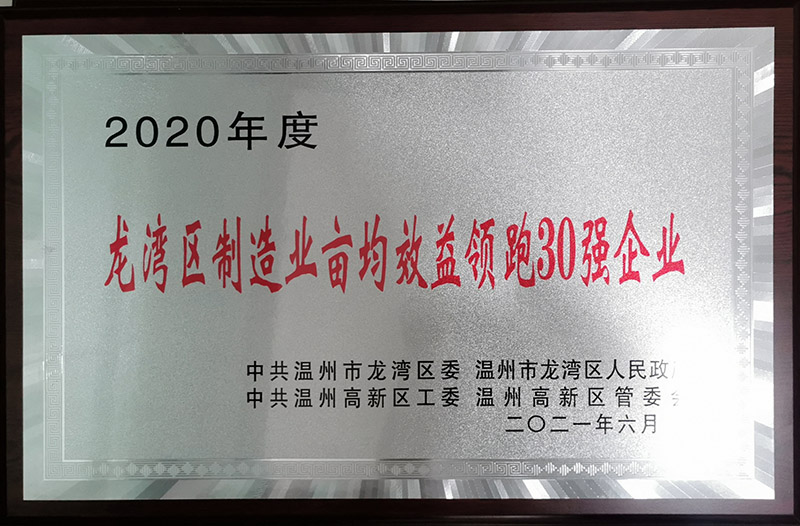 2020年度
龙湾区制造业亩均效益领跑30强企业
中共温州市龙湾区委 温州市龙湾区人民政府
中共温州高新区工委 温州高新区管委会
二〇二一年六月